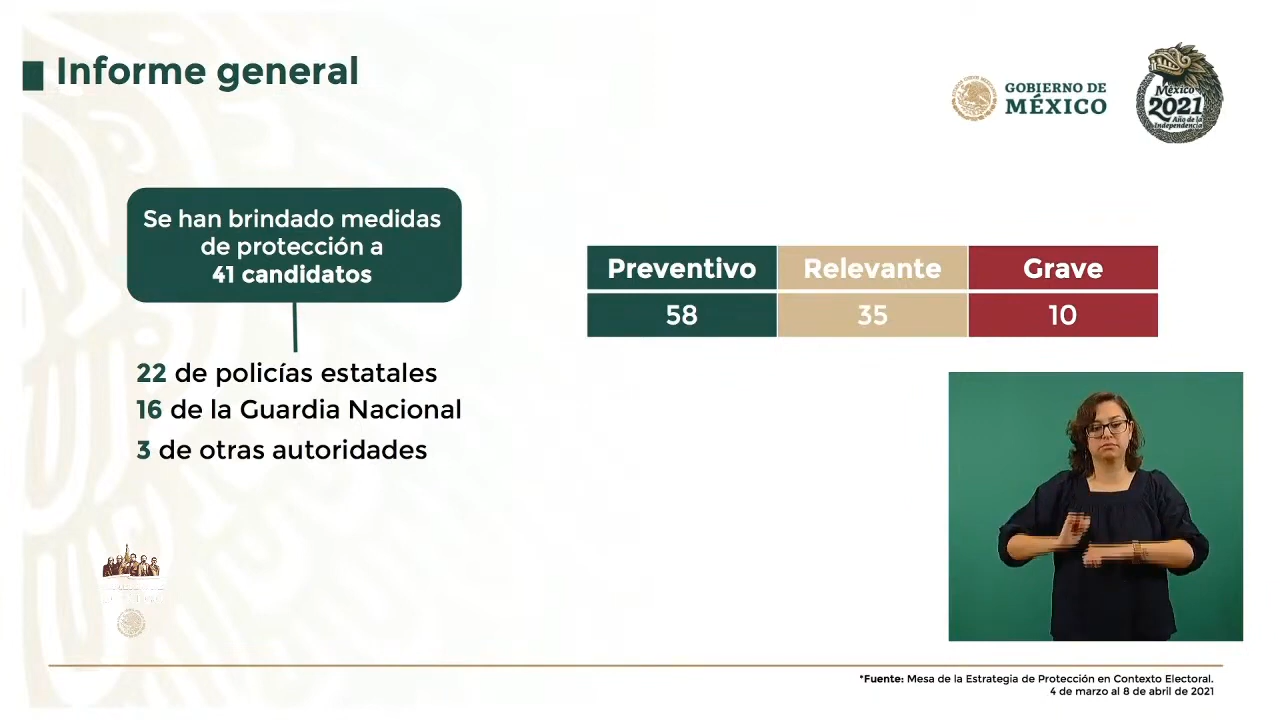 Informe general
GOBIERNO DE
MÉXICO
México
2021
Año de la
Independencia
Se han brindado medidas
de protección a
41 candidatos
22 de policías estatales
16 de la Guardia Nacional
3 de otras autoridades
Preventivo Relevante Grave
58 35 10
*Fuente: Mesa de la Estrategia de Protección en Contexto Electoral.
4 de marzo al 8 de abril de 2021